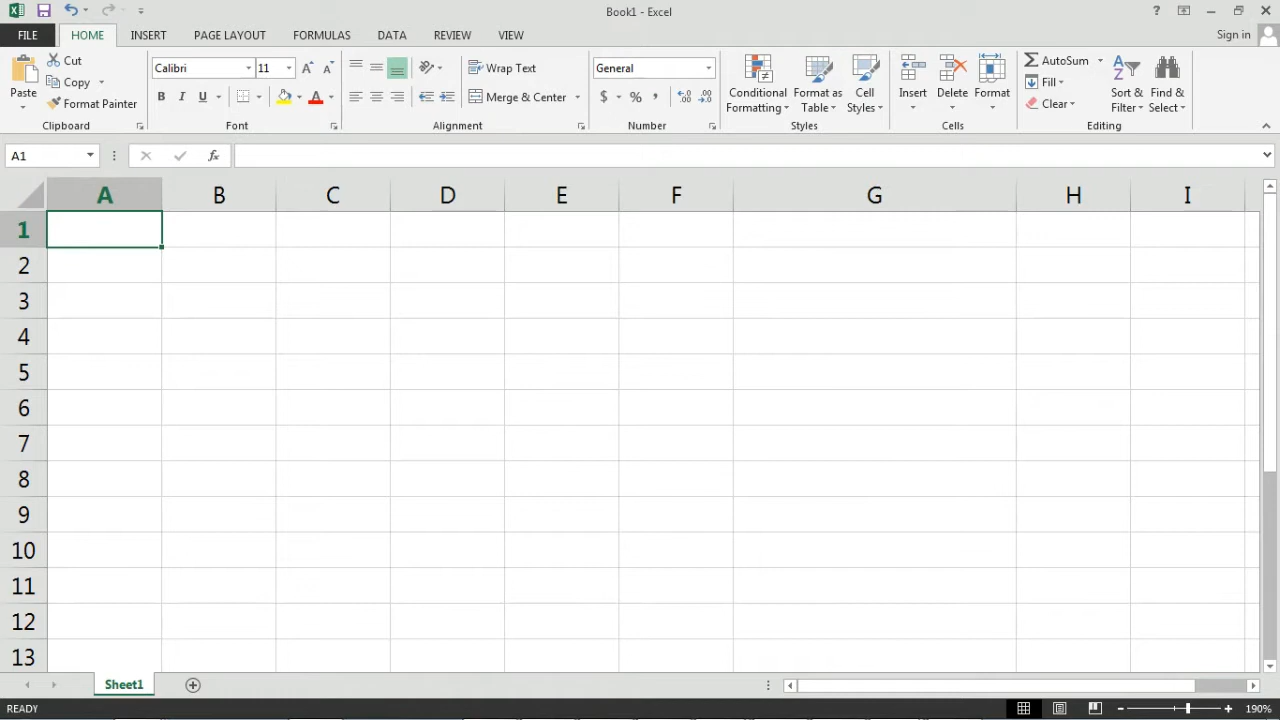 Book1 - Excel
?
FILE HOME INSERT PAGE LAYOUT FORMULAS DATA REVIEW VIEW Sign in
Paste
Cut
Copy
Format Painter
Clipboard
Calibri 11
B I U
Font
Wrap Text
Merge & Center
Alignment
General
$ % ,
Number
Conditional Formatting
Format as Table
Cell Styles
Styles
Insert
Delete
Format
Cells
AutoSum
Fill
Clear
Sort & Filter
Find & Select
Editing
A1 fx
A B C D E F G H I
1
2
3
4
5
6
7
8
9
10
11
12
13
Sheet1
READY 190%